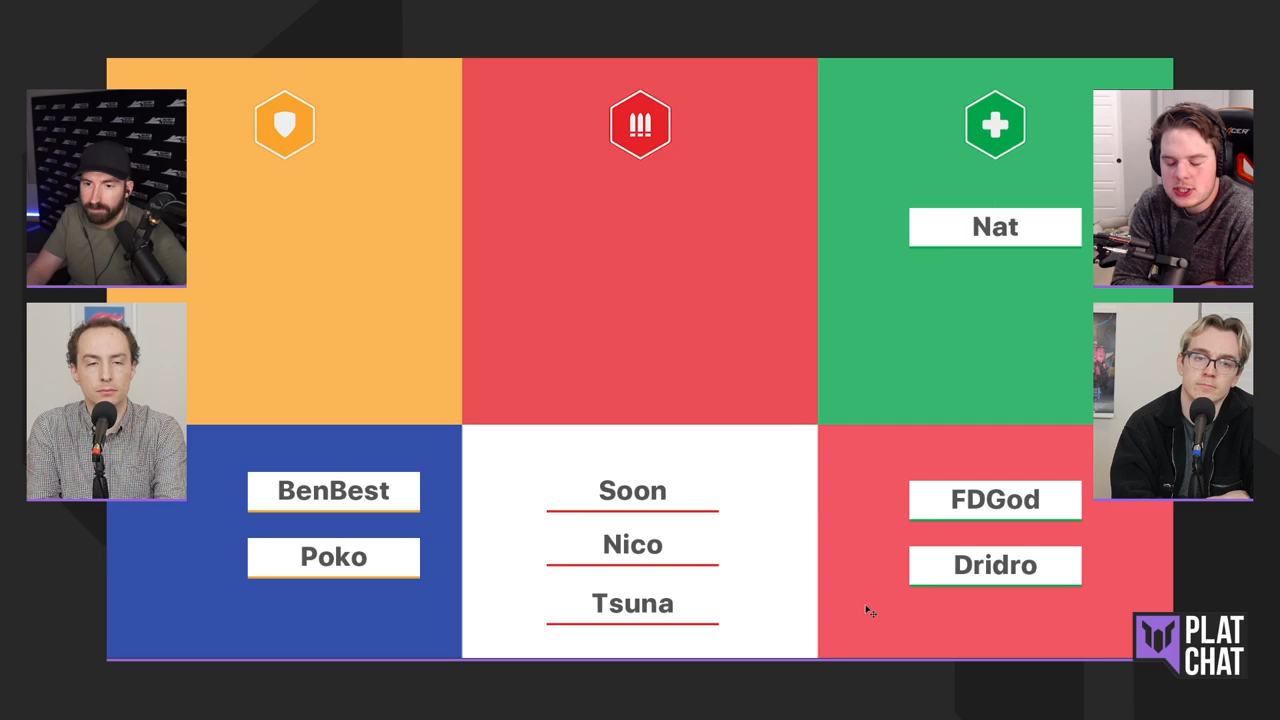 Nat
BenBest
Poko
Soon
Nico
Tsuna
FDGod
Dridro
PLAT
CHAT